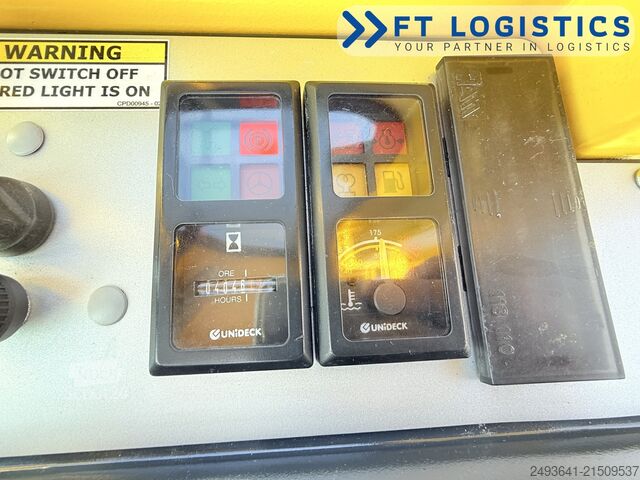 FT LOGISTICS
YOUR PARTNER IN LOGISTICS
WARNING
OT SWITCH OFF
RED LIGHT IS ON
CPD00945 - 02
175
ORE
HOURS
UNIDECK
UNIDECK
2493641-21509537